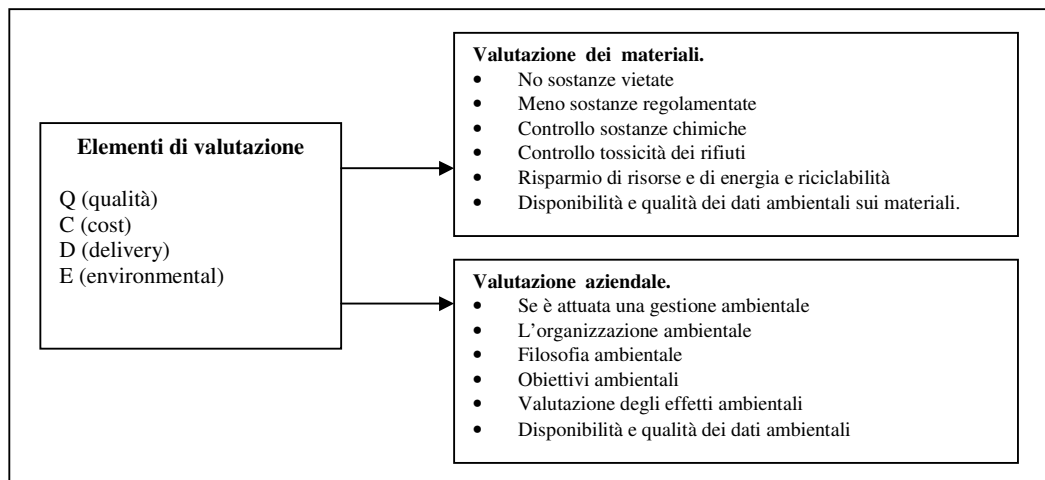 Elementi di valutazione
Q (qualità)
C (cost)
D (delivery)
E (environmental)
Valutazione dei materiali.
• No sostanze vietate
• Meno sostanze regolamentate
• Controllo sostanze chimiche
• Controllo tossicità dei rifiuti
• Risparmio di risorse e di energia e riciclabilità
• Disponibilità e qualità dei dati ambientali sui materiali.
Valutazione aziendale.
• Se è attuata una gestione ambientale
• L'organizzazione ambientale
• Filosofia ambientale
• Obiettivi ambientali
• Valutazione degli effetti ambientali
• Disponibilità e qualità dei dati ambientali